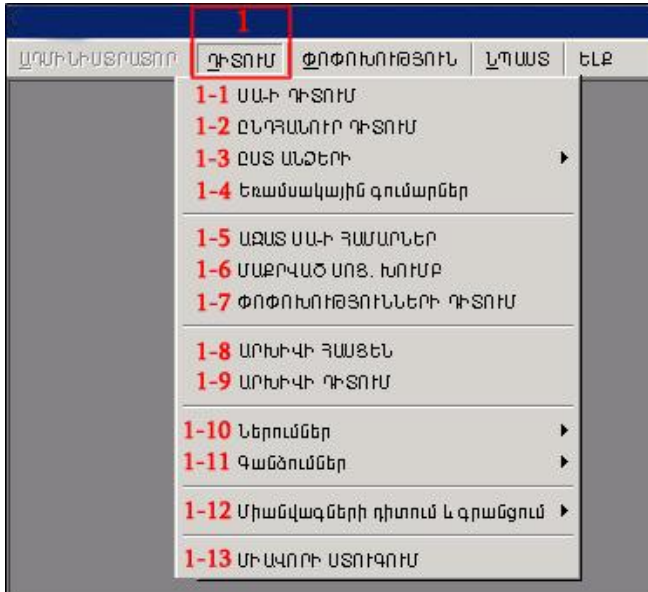 1
ԱԴՄԻՆԻՍՏՐԱՏՈՐ ԴԻՏՈՒՄ ՓՈՓՈԽՈՒԹՅՈՒՆ ՆՊԱՍՏ ԵԼՔ
1-1 ՍԱ-Ի ԴԻՏՈՒՄ
1-2 ԸՆԴՀԱՆՈՒՐ ԴԻՏՈՒՄ
1-3 ԸՍՏ ԱՆՁԵՐԻ
1-4 Եռամսակային գումարներ
1-5 ԱԶԱՏ ՍԱ-Ի ՀԱՄԱՐՆԵՐ
1-6 ՄԱՔՐՎԱԾ ՍՈՑ. ԽՈՒՄԲ
1-7 ՓՈՓՈԽՈՒԹՅՈՒՆՆԵՐԻ ԴԻՏՈՒՄ
1-8 ԱՐԽԻՎԻ ՀԱՍՑԵՆ
1-9 ԱՐԽԻՎԻ ԴԻՏՈՒՄ
1-10 Ներումներ
1-11 Գանձումներ
1-12 Միանվագների դիտում և գրանցում
1-13 ՄԻԱՎՈՐԻ ՍՏՈՒԳՈՒՄ